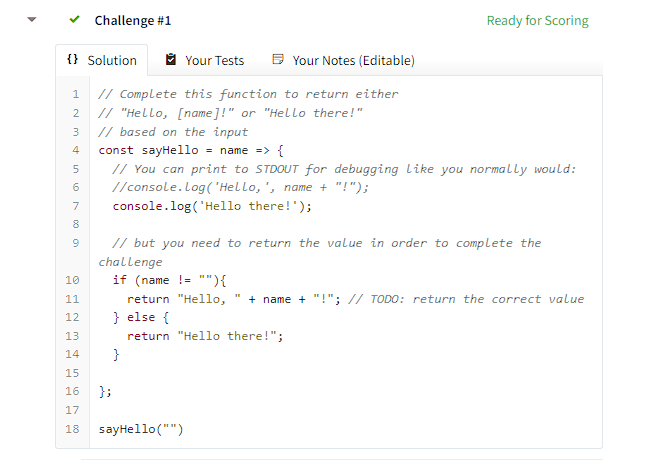 Challenge #1
Ready for Scoring
{} Solution
Your Tests
Your Notes (Editable)
1 // Complete this function to return either
2 // "Hello, [name]!" or "Hello there!"
3 // based on the input
4 const sayHello = name => {
5 // You can print to STDOUT for debugging like you normally would:
6 //console.log('Hello,', name + "!");
7 console.log('Hello there!');
8
9 // but you need to return the value in order to complete the
challenge
10 if (name != ""){
11 return "Hello, " + name + "!"; // TODO: return the correct value
12 } else {
13 return "Hello there!";
14 }
15
16 };
17
18 sayHello("")